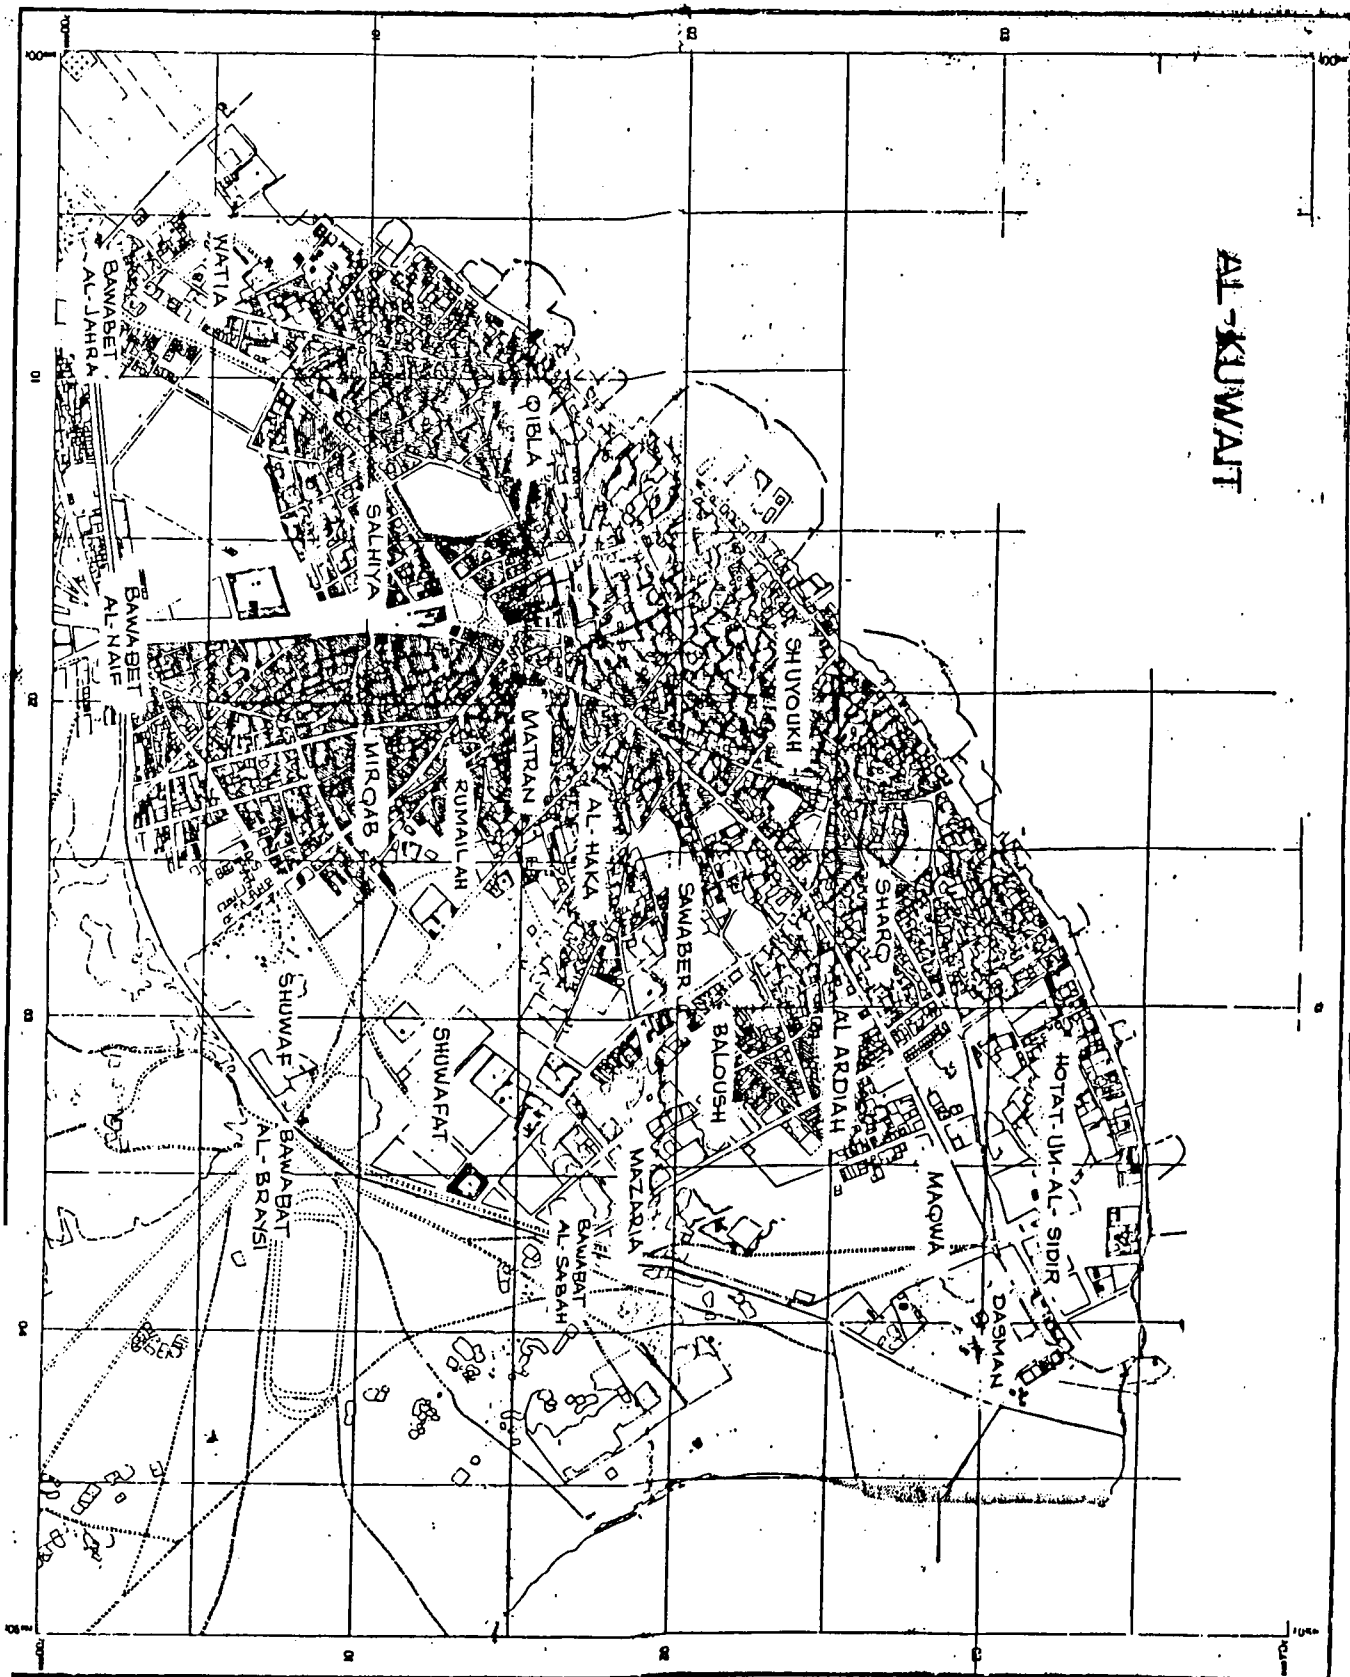 AL-KUWAIT
WATIA
BAWABET
AL-JAHRA
QIBLA
SALHIYA
BAWABET
AL-NAIF
SHUYOUKH
MATRAN
MIRQAB
RUMAILAH
AL-HAKA
SAWABER
SHARQ
AL ARDIAH
BALOUSH
HOTAT-UM-AL-SIDIR
SHUWAF
SHUWAFAT
BAWABAT
AL-BRAYSI
MAZARIA
MAQWA
BAWABAT
AL-SABAH
DASMAN